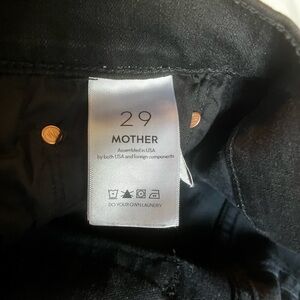 29
MOTHER
Assembled in USA
by both USA and foreign components
DO YOUR OWN LAUNDRY